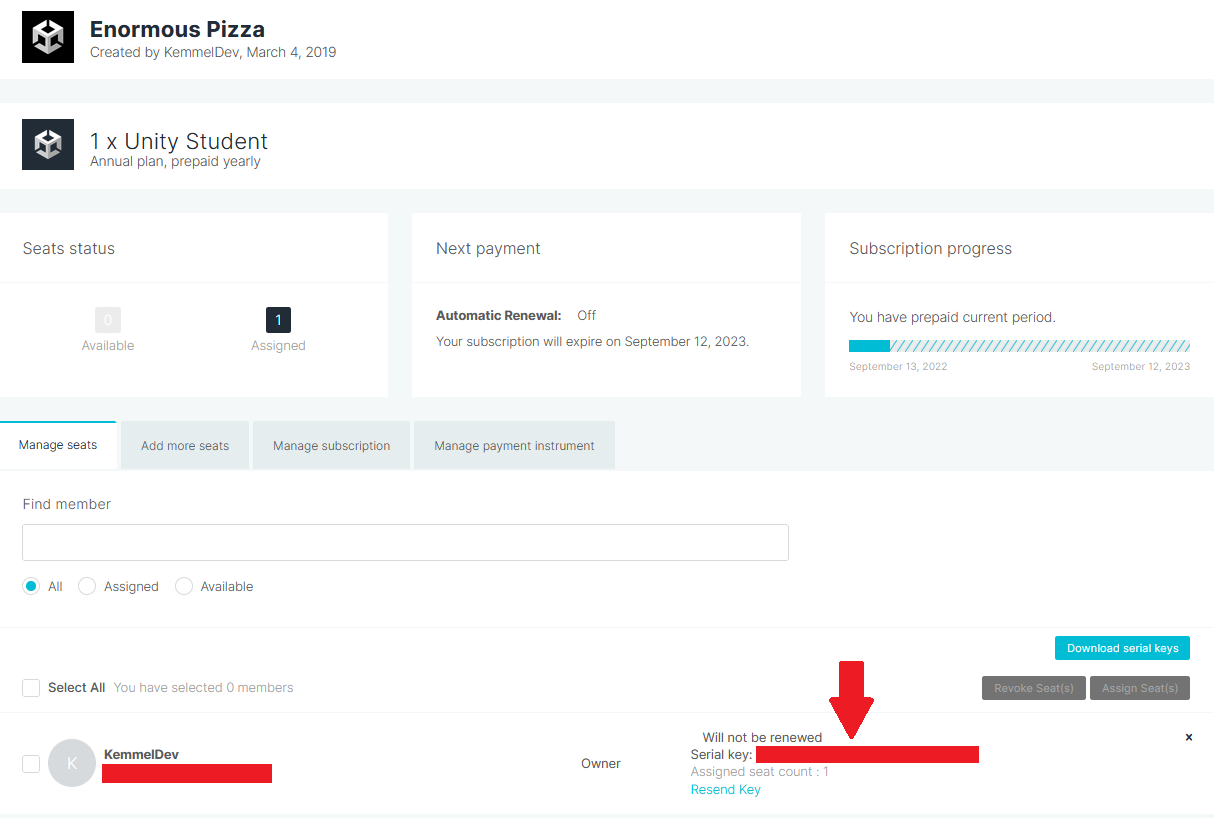 Enormous Pizza
Created by KemmelDev, March 4, 2019
1 x Unity Student
Annual plan, prepaid yearly
Seats status
0
Available
1
Assigned
Next payment
Automatic Renewal: Off
Your subscription will expire on September 12, 2023.
Subscription progress
You have prepaid current period.
September 13, 2022
September 12, 2023
Manage seats
Add more seats
Manage subscription
Manage payment instrument
Find member
All
Assigned
Available
Download serial keys
Select All You have selected 0 members
Revoke Seat(s)
Assign Seat(s)
K
KemmelDev
Owner
Will not be renewed
Serial key:
Assigned seat count : 1
Resend Key
×